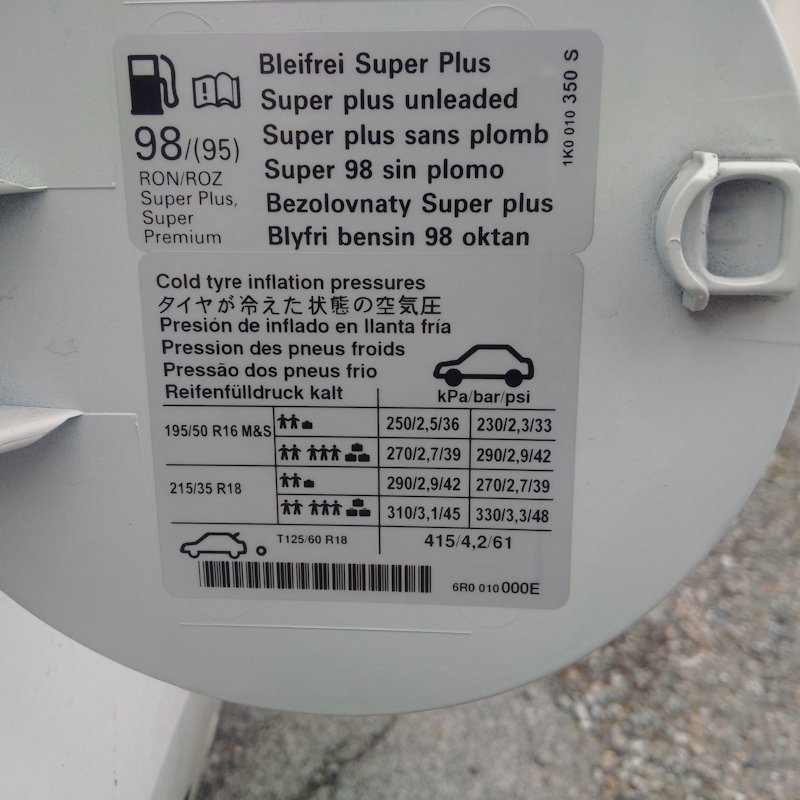 Bleifrei Super Plus
Super plus unleaded
Super plus sans plomb
Super 98 sin plomo
Bezolovnaty Super plus
Blyfri bensin 98 oktan
98/(95)
RON/ROZ
Super Plus,
Super
Premium
1K0 010 350 S
Cold tyre inflation pressures
タイヤが冷えた状態の空気圧
Presión de inflado en llanta fría
Pression des pneus froids
Pressão dos pneus frio
Reifenfülldruck kalt
kPa/bar/psi
195/50 R16 M&S 250/2,5/36 230/2,3/33
270/2,7/39 290/2,9/42
215/35 R18 290/2,9/42 270/2,7/39
310/3,1/45 330/3,3/48
T125/60 R18 415/4,2/61
6R0 010 000E